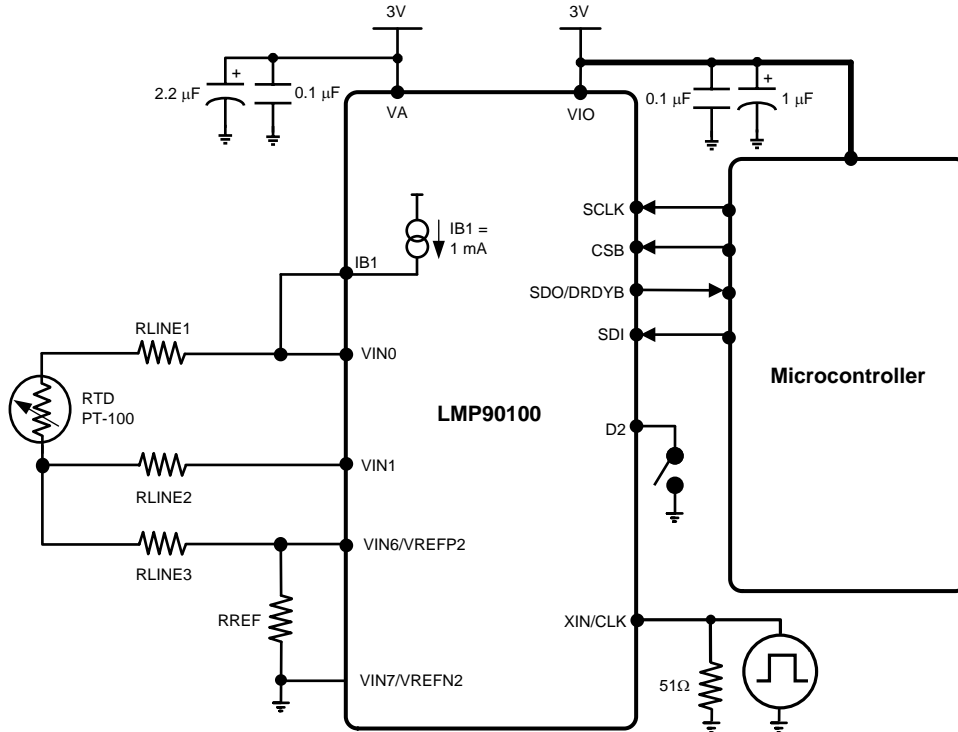 3V
3V
2.2 μF
+
0.1 μF
0.1 μF
+
1 μF
VA
VIO
SCLK
IB1 =
1 mA
CSB
IB1
SDO/DRDYB
RLINE1
SDI
VIN0
Microcontroller
RTD
PT-100
LMP90100
D2
VIN1
RLINE2
VIN6/VREFP2
RLINE3
RREF
XIN/CLK
VIN7/VREFN2
51Ω